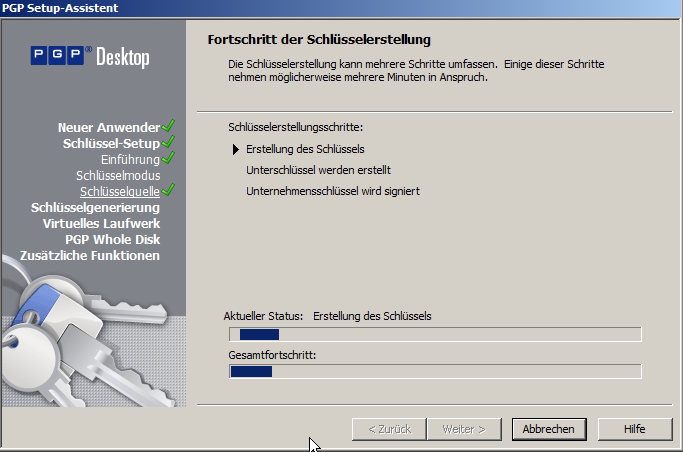 PGP Setup-Assistent
PGP® Desktop
Neuer Anwender
Schlüssel-Setup
Einführung
Schlüsselmodus
Schlüsselquelle
Schlüsselgenerierung
Virtuelles Laufwerk
PGP Whole Disk
Zusätzliche Funktionen
Fortschritt der Schlüsselerstellung
Die Schlüsselerstellung kann mehrere Schritte umfassen. Einige dieser Schritte
nehmen möglicherweise mehrere Minuten in Anspruch.
Schlüsselerstellungsschritte:
Erstellung des Schlüssels
Unterschlüssel werden erstellt
Unternehmensschlüssel wird signiert
Aktueller Status: Erstellung des Schlüssels
Gesamtfortschritt:
< Zurück Weiter > Abbrechen Hilfe